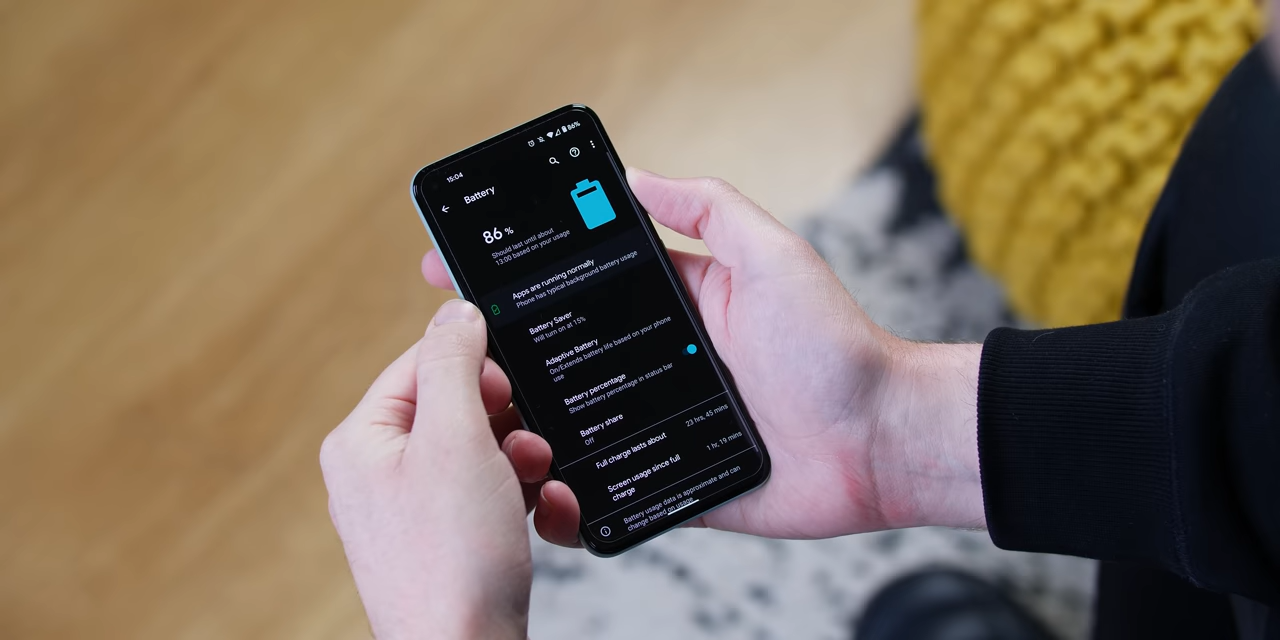 15:04
86%
Battery
86 %
Should last until about
13:00 based on your usage
Apps are running normally
Phone has typical background battery usage
Battery Saver
Will turn on at 15%
Adaptive Battery
On/Extends battery life based on your phone
use
Battery percentage
Show battery percentage in status bar
Battery share
Off
Full charge lasts about
23 hrs, 45 mins
Screen usage since full
charge
1 hr, 19 mins
Battery usage data is approximate and can
change based on usage